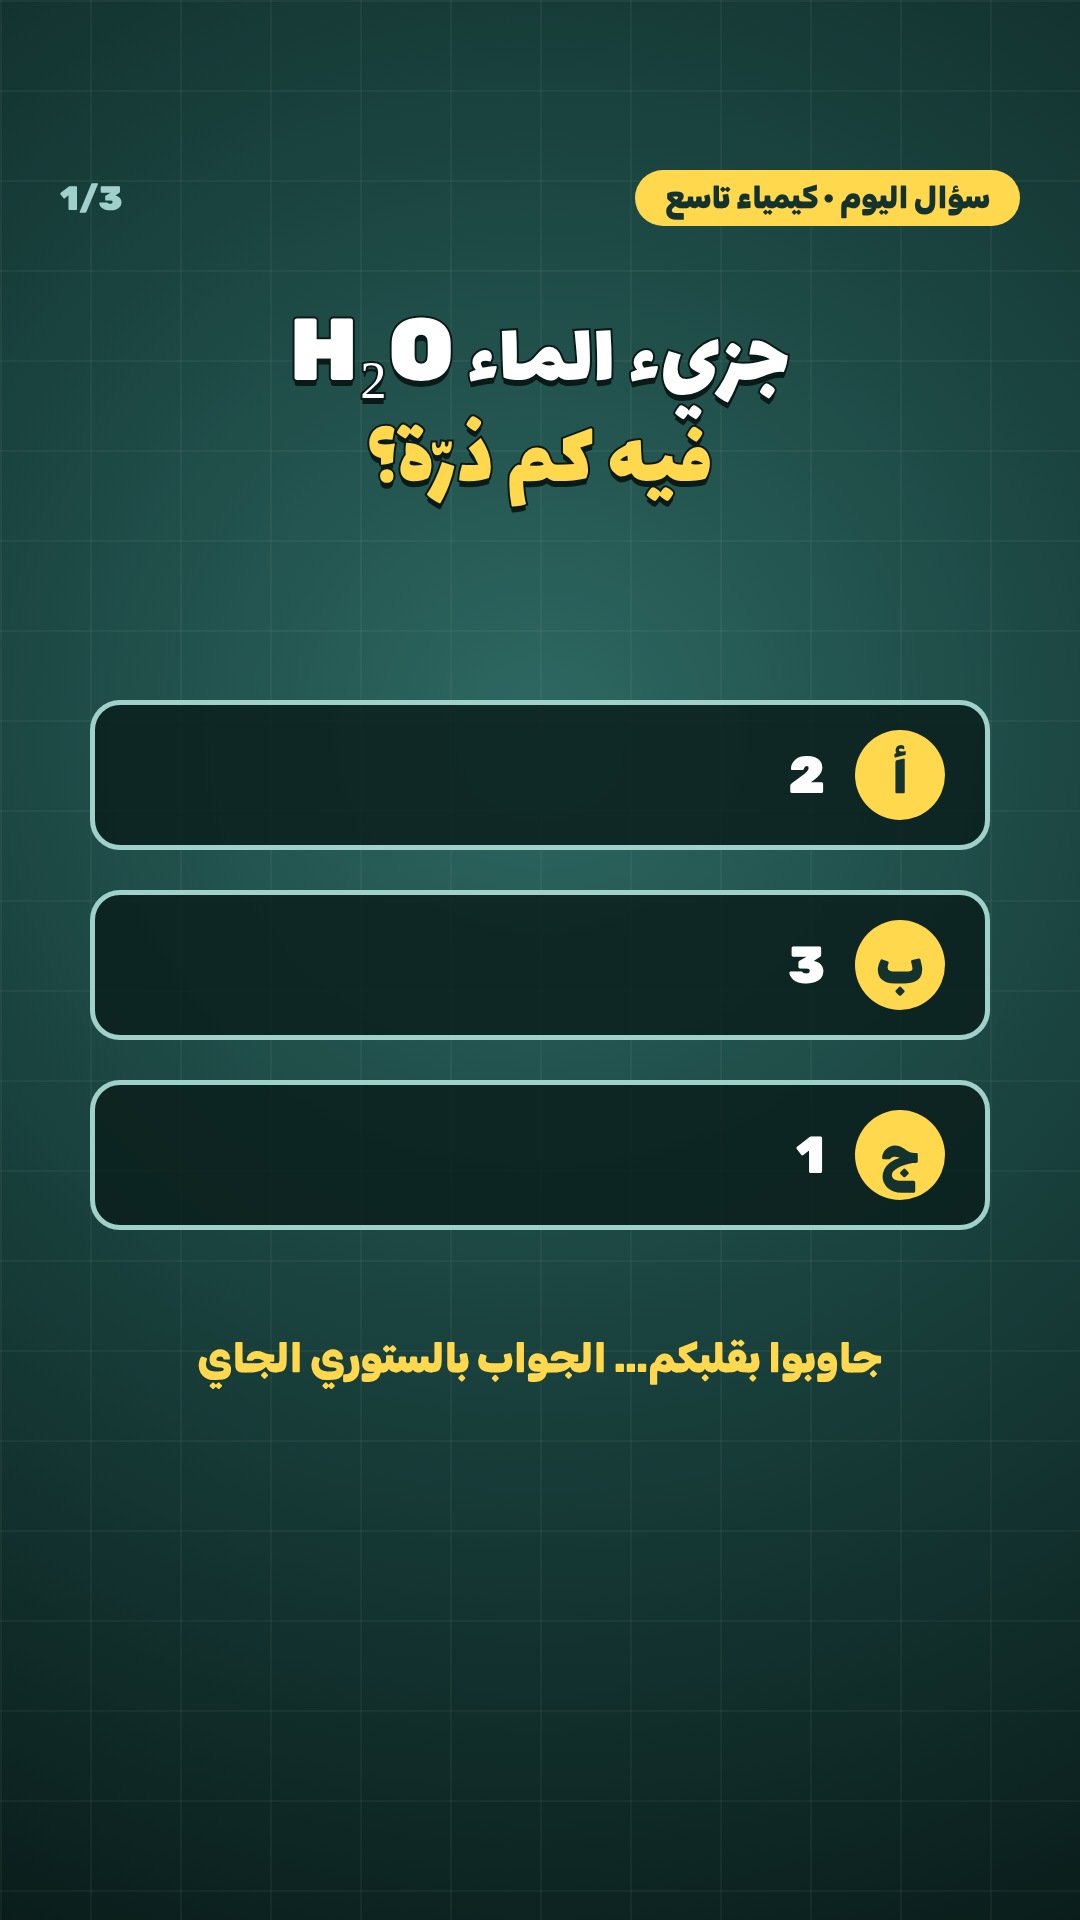 سؤال اليوم • كيمياء تاسع
1/3
جزيء الماء H₂O
فيه كم ذرّة؟
أ 2
ب 3
ج 1
جاوبوا بقلبكم... الجواب بالستوري الجاي